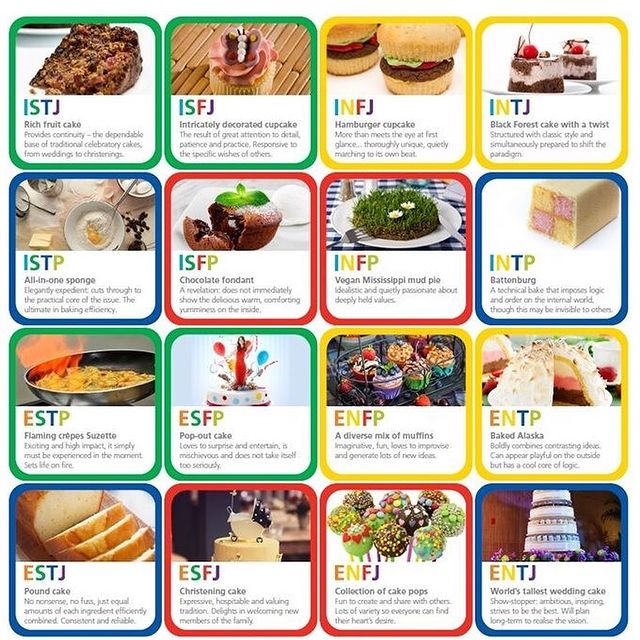 ISTJ
Rich fruit cake
Provides continuity – the dependable
base of traditional celebratory cakes,
from weddings to christenings.
ISFJ
Intricately decorated cupcake
The result of great attention to detail,
patience and practice. Responsive to
the specific wishes of others.
INFJ
Hamburger cupcake
More than meets the eye at first
glance... thoroughly unique, quietly
marching to its own beat.
INTJ
Black Forest cake with a twist
Structured with classic style and
simultaneously prepared to shift the
paradigm.
ISTP
All-in-one sponge
Elegantly expedient: cuts through to
the practical core of the issue. The
ultimate in baking efficiency.
ISFP
Chocolate fondant
A revelation: does not immediately
show the delicious warm, comforting
yumminess on the inside.
INFP
Vegan Mississippi mud pie
Idealistic and quietly passionate about
deeply held values.
INTP
Battenburg
A technical bake that imposes logic
and order on the internal world,
though this may be invisible to others.
ESTP
Flaming crêpes Suzette
Exciting and high impact, it simply
must be experienced in the moment.
Sets life on fire.
ESFP
Pop-out cake
Loves to surprise and entertain, is
mischievous and does not take itself
too seriously.
ENFP
A diverse mix of muffins
Imaginative, fun, loves to improvise
and generate lots of new ideas.
ENTP
Baked Alaska
Boldly combines contrasting ideas.
Can appear playful on the outside
but has a cool core of logic.
ESTJ
Pound cake
No nonsense, no fuss, just equal
amounts of each ingredient efficiently
combined. Consistent and reliable.
ESFJ
Christening cake
Expressive, hospitable and valuing
tradition. Delights in welcoming new
members of the family.
ENFJ
Collection of cake pops
Fun to create and share with others.
Lots of variety so everyone can find
their heart's desire.
ENTJ
World's tallest wedding cake
Show-stopper: ambitious, inspiring,
strives to be the best. Will plan
long-term to realise the vision.